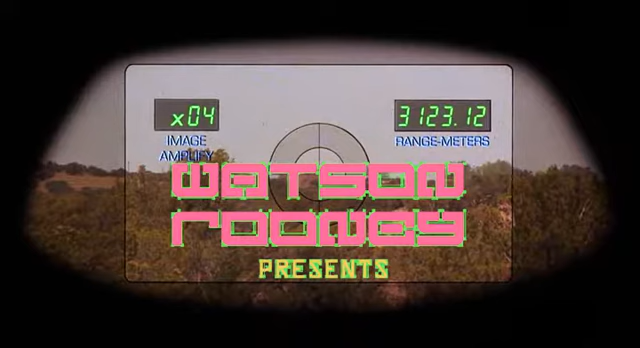 x04
3123.12
IMAGE
AMPLIFY
RANGE-METERS
WATSON
ROONEY
PRESENTS